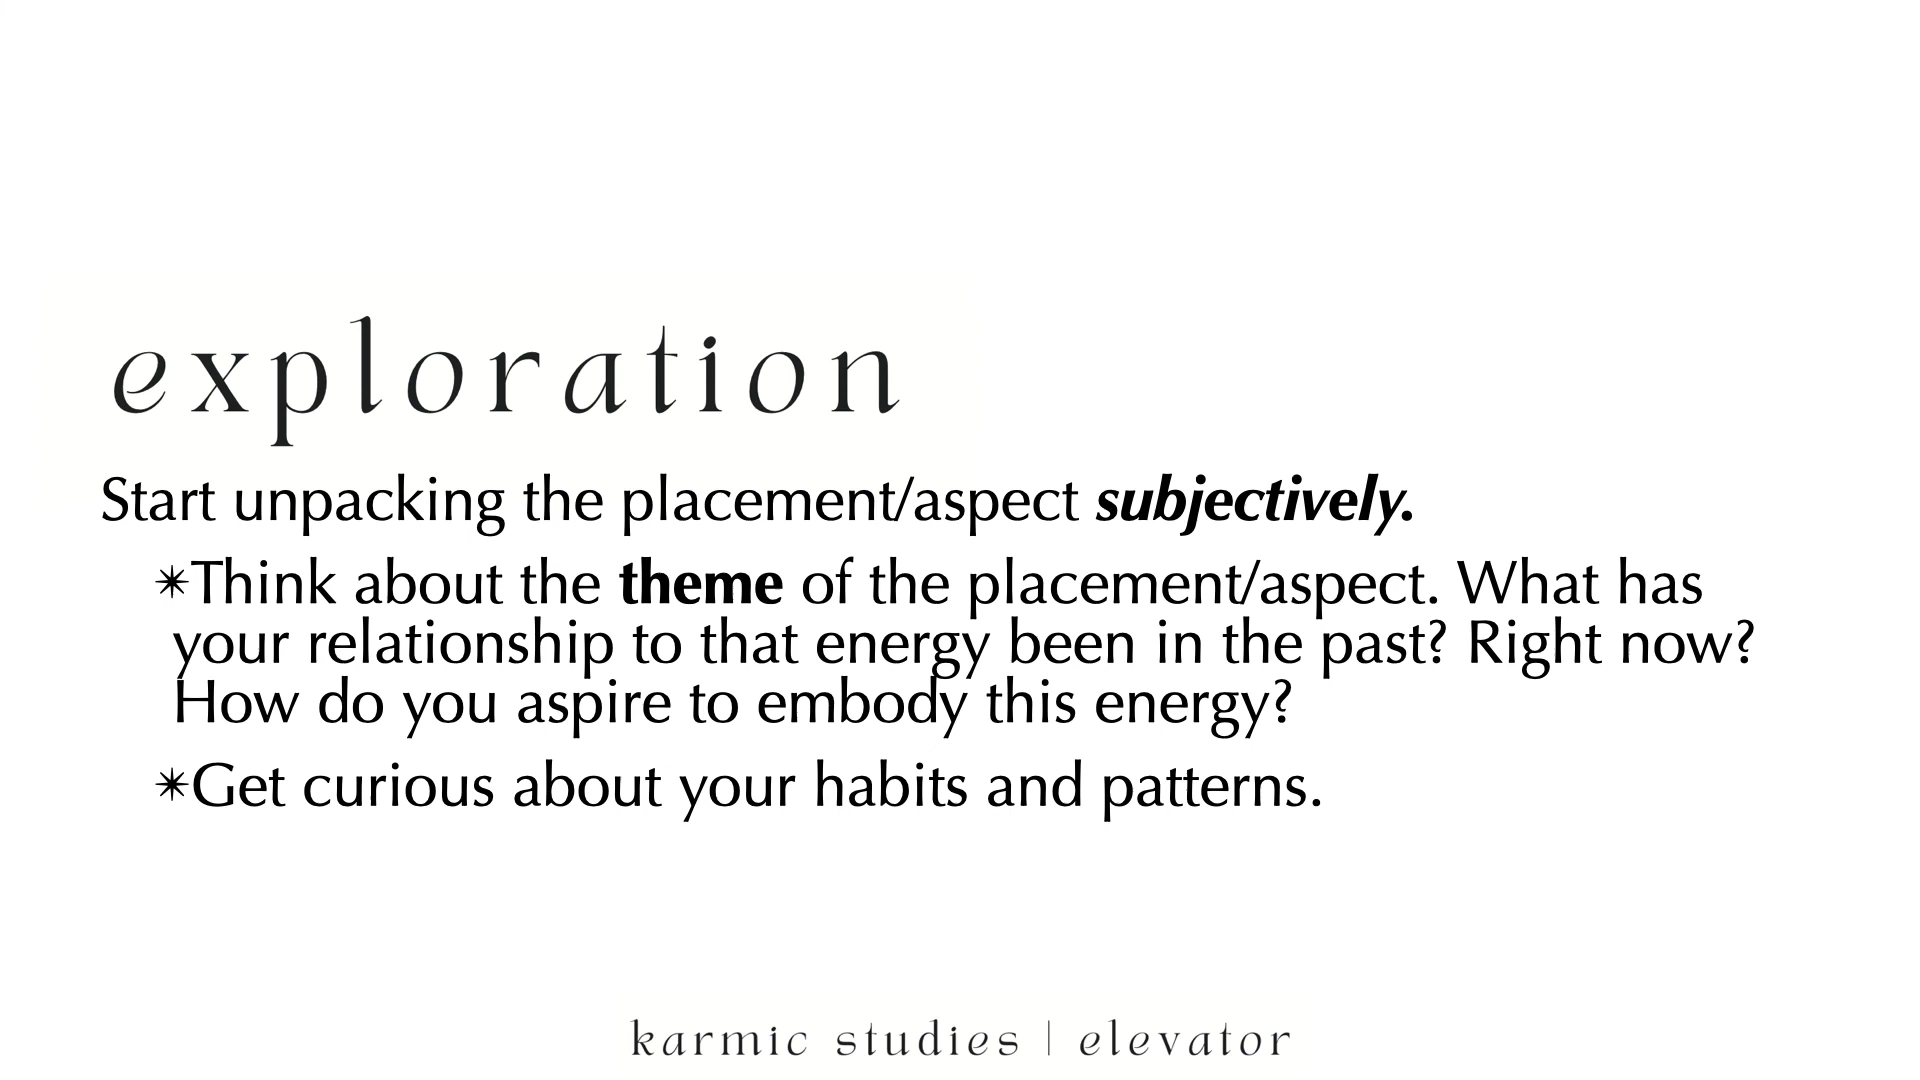 exploration
Start unpacking the placement/aspect subjectively.
✴Think about the theme of the placement/aspect. What has
your relationship to that energy been in the past? Right now?
How do you aspire to embody this energy?
✴Get curious about your habits and patterns.
karmic studies | elevator